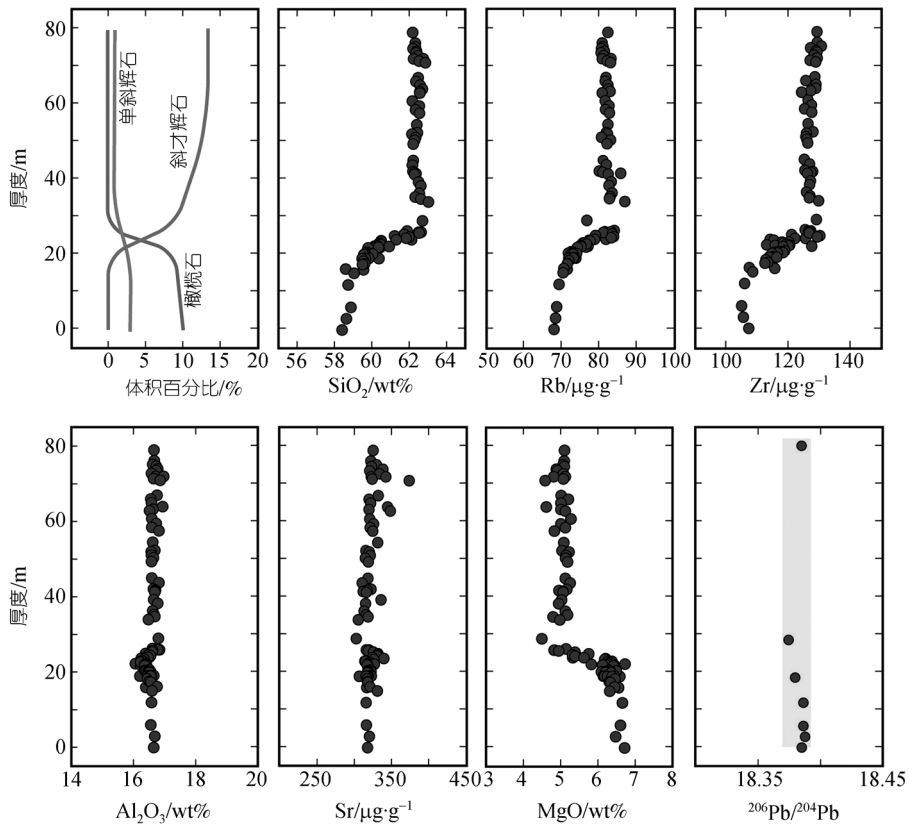 80
60
40
20
0
厚度/m
单斜辉石
斜才辉石
橄榄石
0 5 10 15 20
体积百分比/%
56 60 62 64
SiO₂/wt%
50 60 70 80 90 100
Rb/μg·g⁻¹
100 120 140
Zr/μg·g⁻¹
80
60
40
20
0
厚度/m
14 16 18 20
Al₂O₃/wt%
250 350 450
Sr/μg·g⁻¹
3 4 5 6 7 8
MgO/wt%
18.35 18.45
²⁰⁶Pb/²⁰⁴Pb